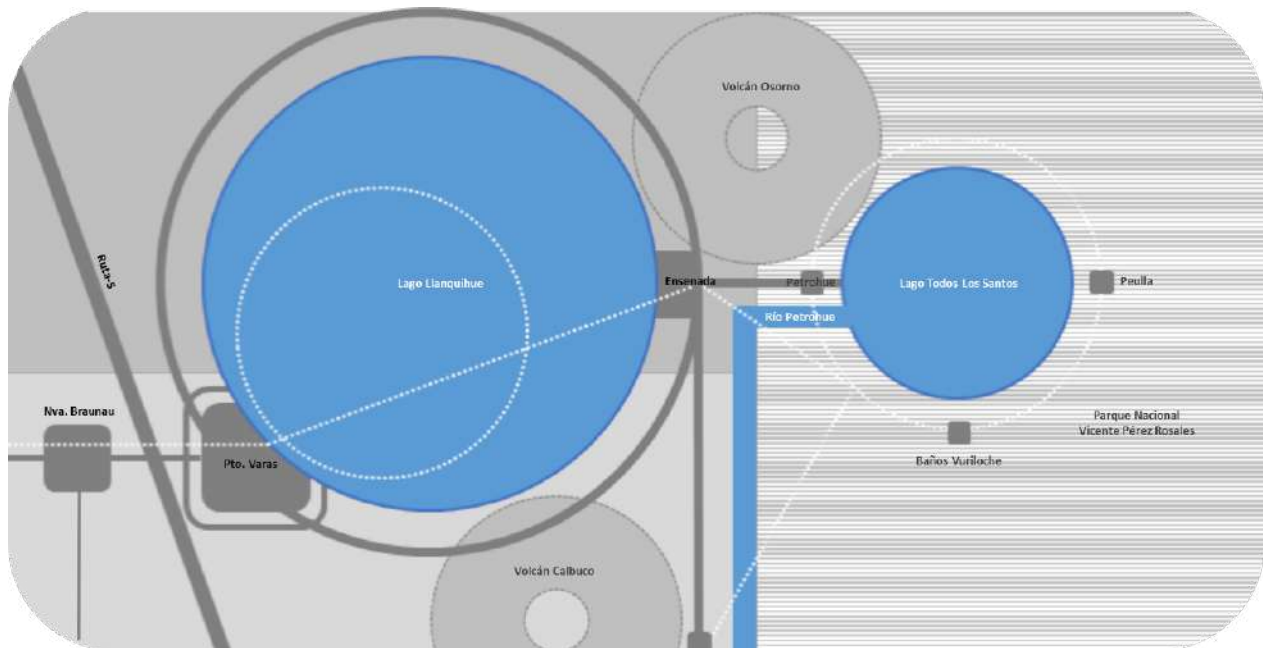 Volcán Osorno
Ruta-5
Lago Llanquihue
Ensenada
Petrohue
Lago Todos Los Santos
Peulla
Río Petrohue
Nva. Braunau
Parque Nacional
Vicente Pérez Rosales
Pto. Varas
Baños Vuriloche
Volcán Calbuco